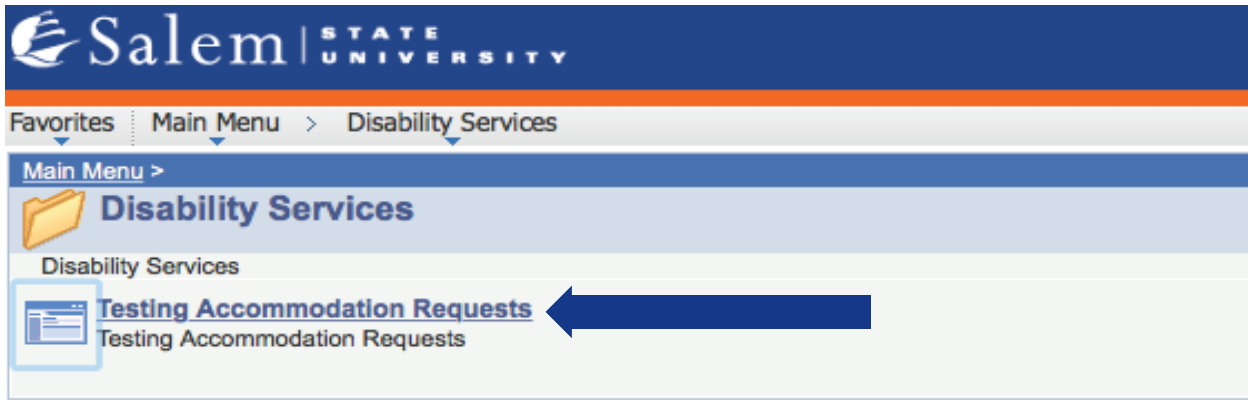 Salem | STATE UNIVERSITY
Favorites Main Menu > Disability Services
Main Menu >
Disability Services
Disability Services
Testing Accommodation Requests
Testing Accommodation Requests